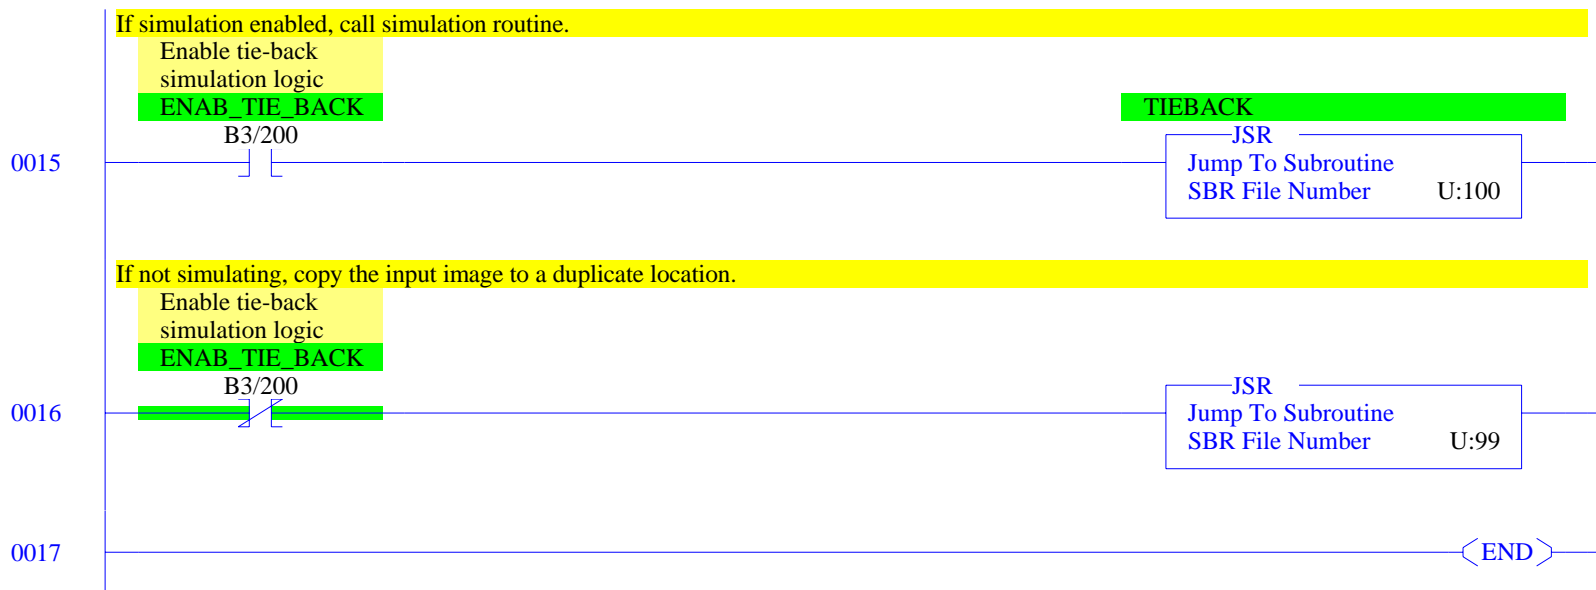 If simulation enabled, call simulation routine.
Enable tie-back
simulation logic
ENAB_TIE_BACK
B3/200
TIEBACK
JSR
0015
Jump To Subroutine
SBR File Number U:100
If not simulating, copy the input image to a duplicate location.
Enable tie-back
simulation logic
ENAB_TIE_BACK
B3/200
JSR
0016
Jump To Subroutine
SBR File Number U:99
0017
END